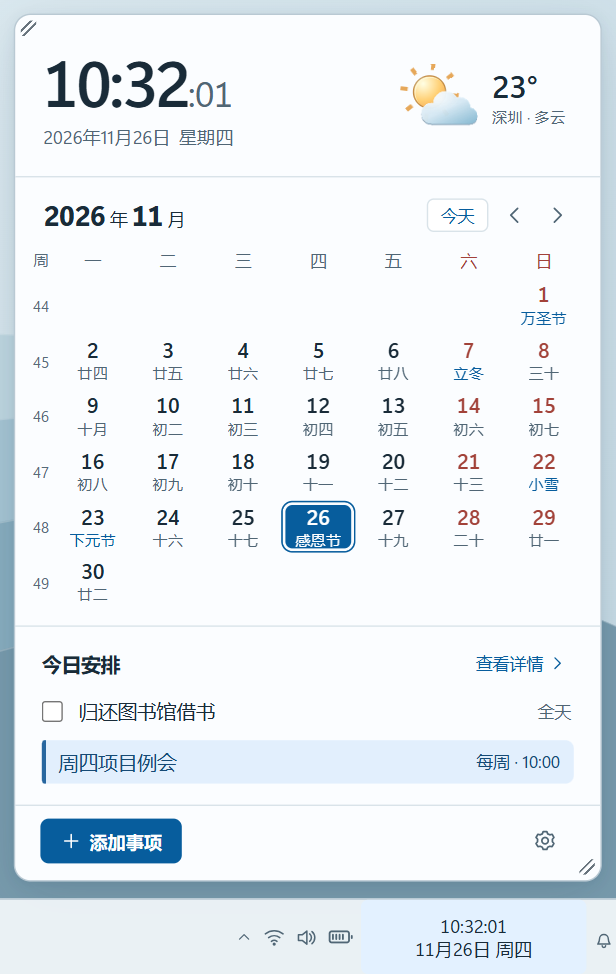 10:32:01
2026年11月26日 星期四
23°
深圳 · 多云
2026 年 11 月
今天
周 一 二 三 四 五 六 日
44 1
万圣节
45 2 3 4 5 6 7 8
廿四 廿五 廿六 廿七 廿八 立冬 三十
46 9 10 11 12 13 14 15
十月 初二 初三 初四 初五 初六 初七
47 16 17 18 19 20 21 22
初八 初九 初十 十一 十二 十三 小雪
48 23 24 25 26 27 28 29
下元节 十六 十七 感恩节 十九 二十 廿一
49 30
廿二
今日安排 查看详情
归还图书馆借书 全天
周四项目例会 每周 · 10:00
添加事项
10:32:01
11月26日 周四